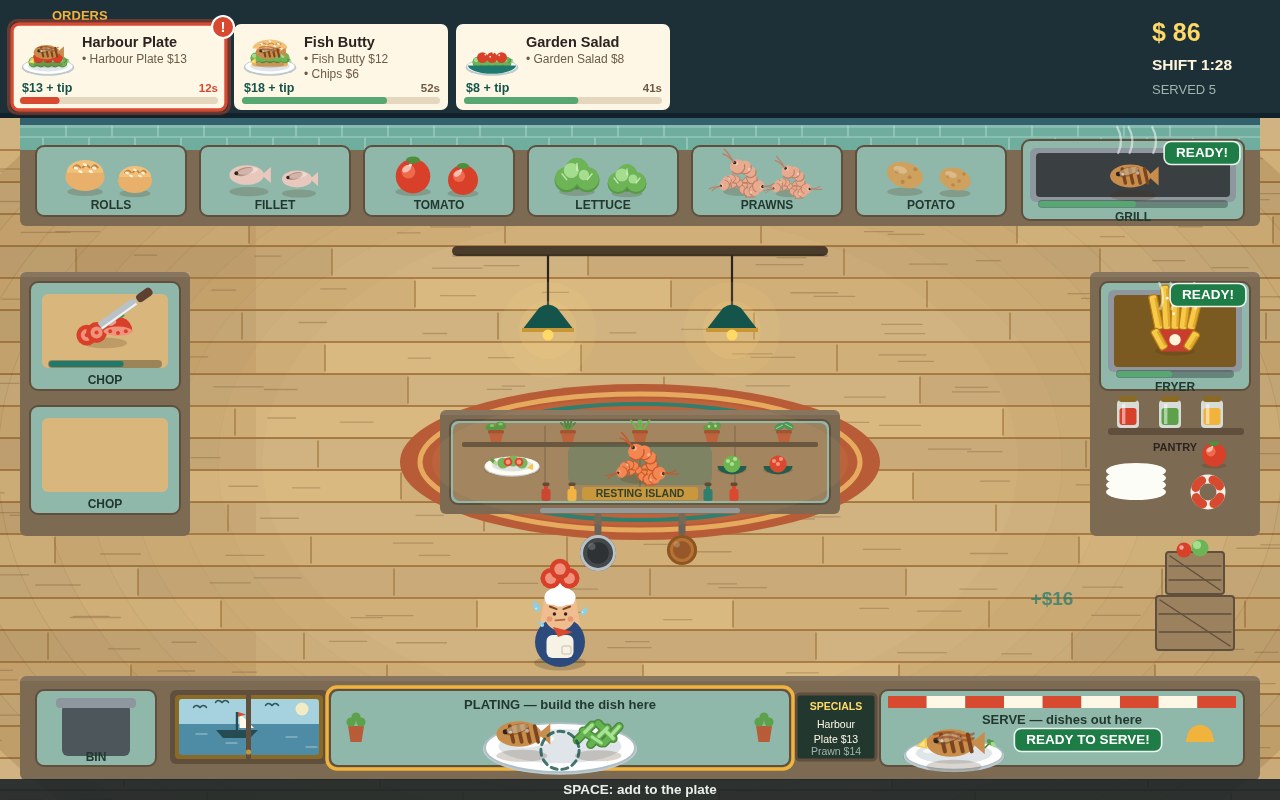 ORDERS
Harbour Plate
• Harbour Plate $13
$13 + tip
12s
!
Fish Butty
• Fish Butty $12
• Chips $6
$18 + tip
52s
Garden Salad
• Garden Salad $8
$8 + tip
41s
$ 86
SHIFT 1:28
SERVED 5
ROLLS
FILLET
TOMATO
LETTUCE
PRAWNS
POTATO
READY!
GRILL
CHOP
CHOP
READY!
FRYER
PANTRY
RESTING ISLAND
+$16
BIN
PLATING — build the dish here
SPECIALS
Harbour
Plate $13
Prawn $14
SERVE — dishes out here
READY TO SERVE!
SPACE: add to the plate